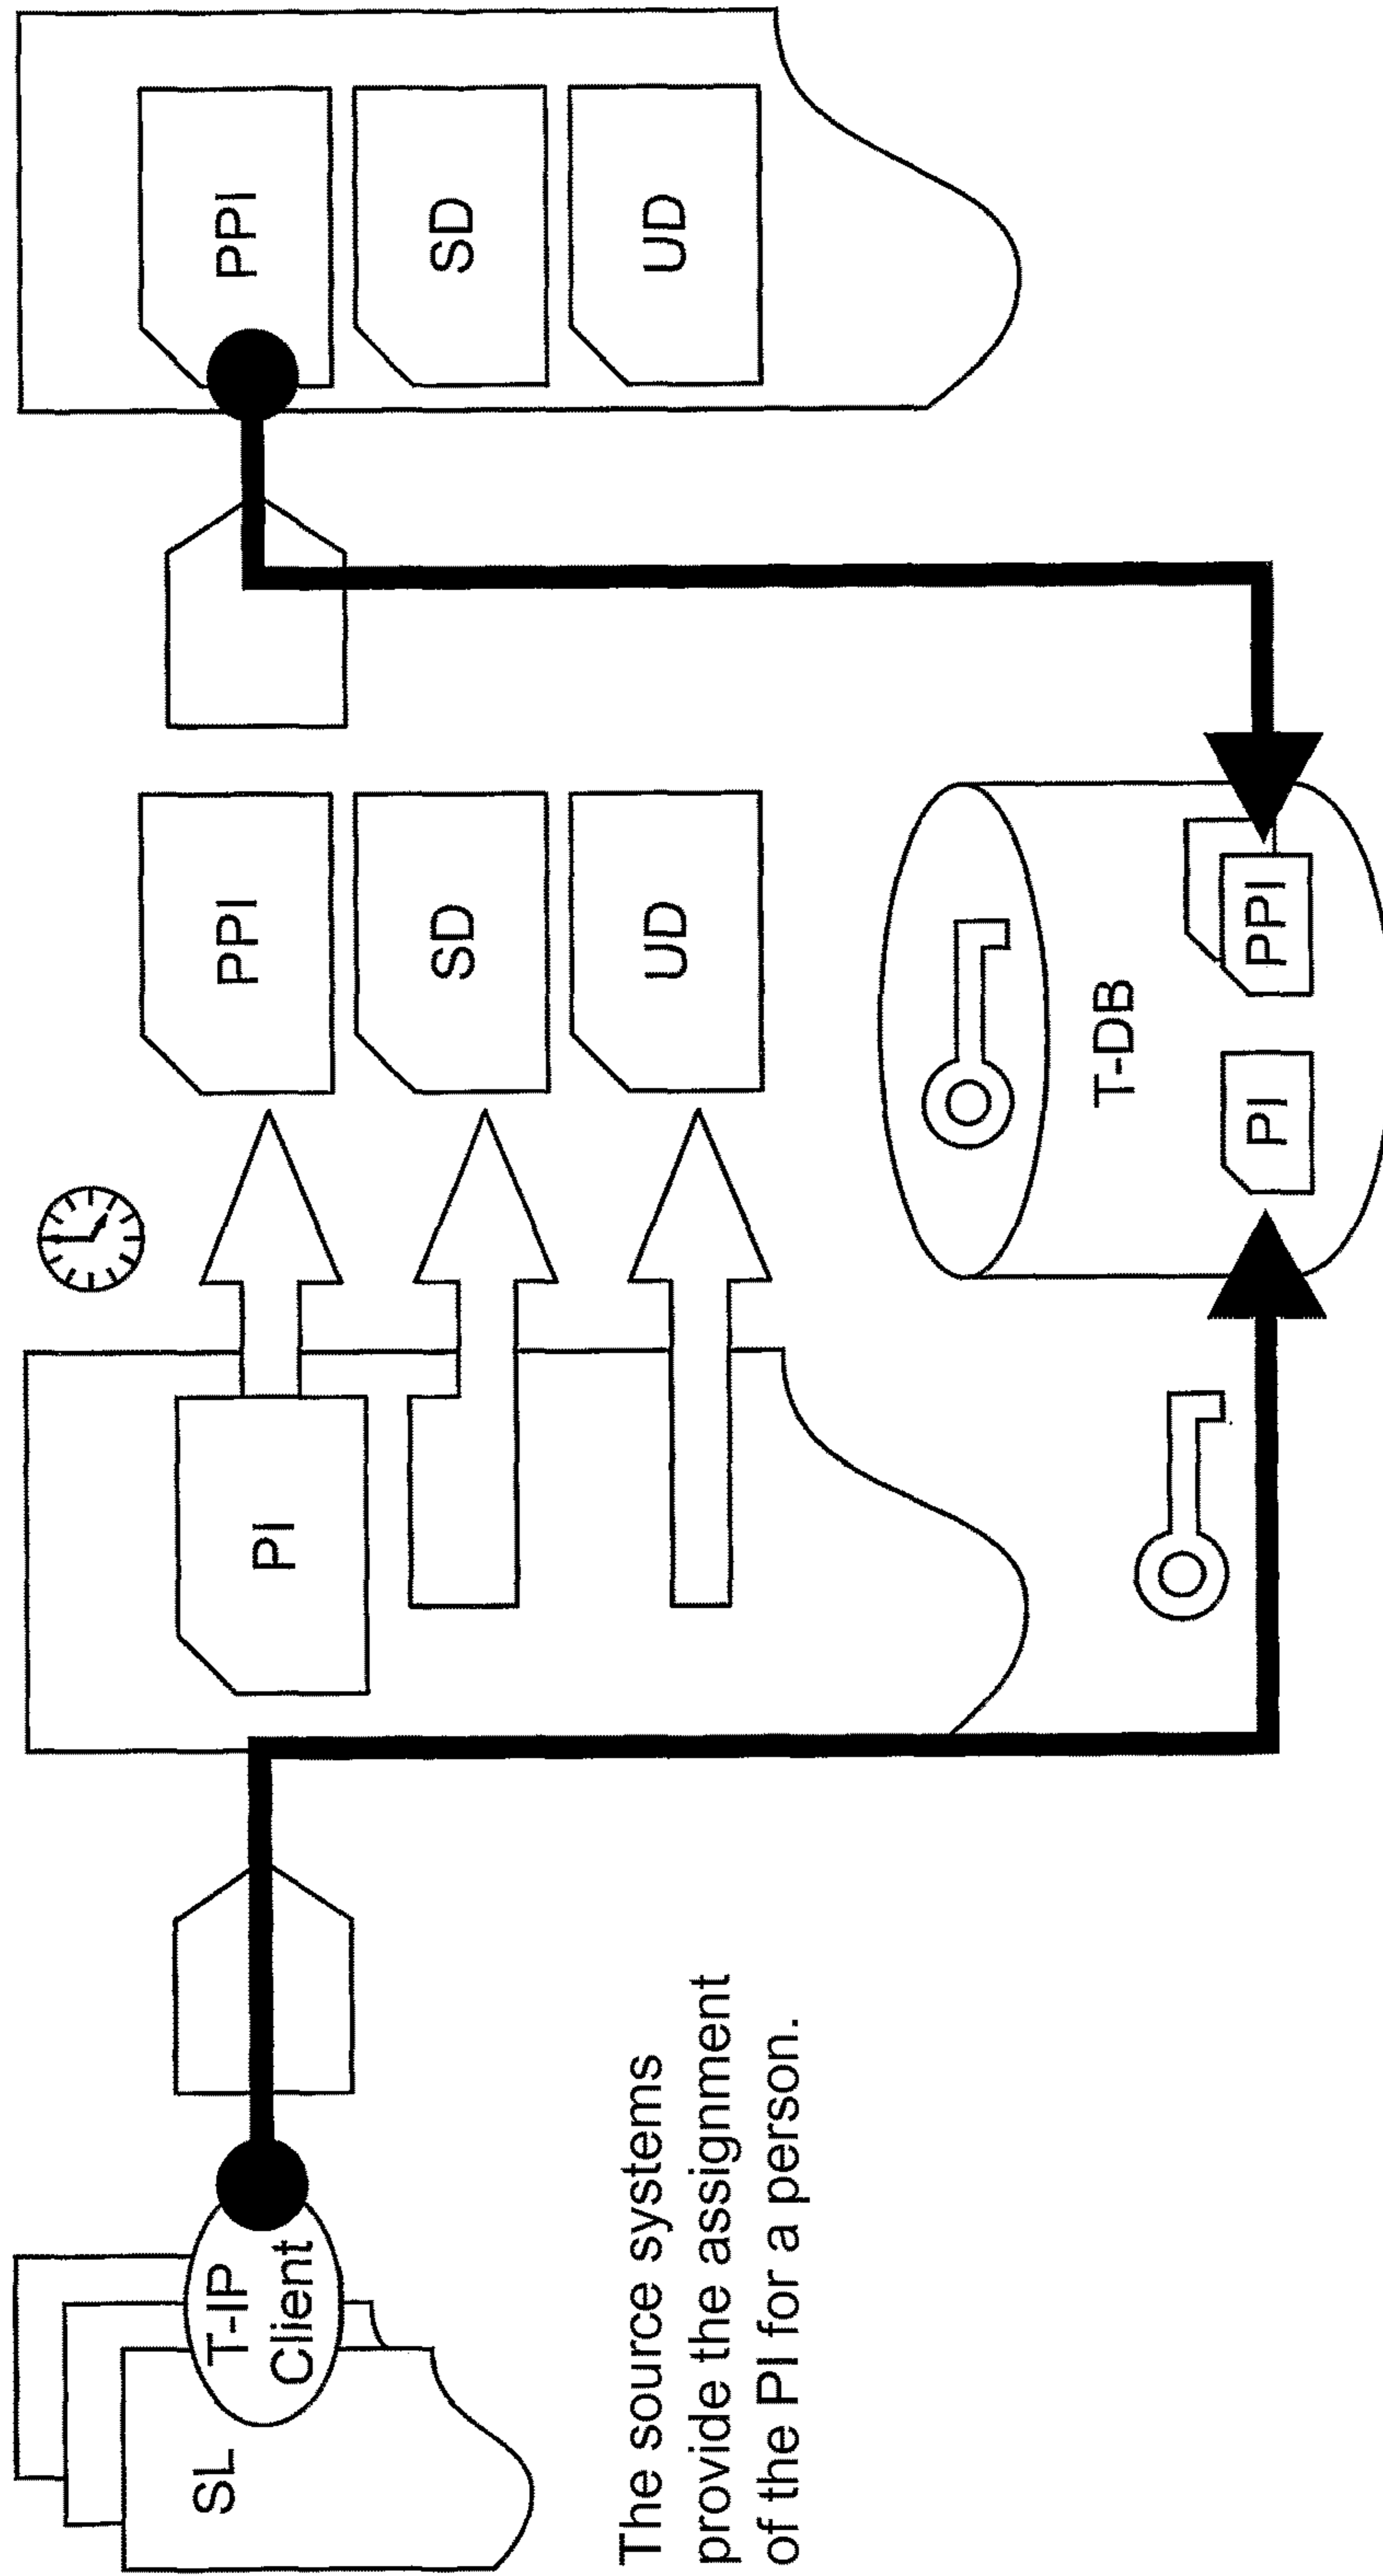 SL
T-IP
Client
The source systems
provide the assignment
of the PI for a person.
PI
PPI
SD
UD
T-DB
PI
PPI
PPI
SD
UD